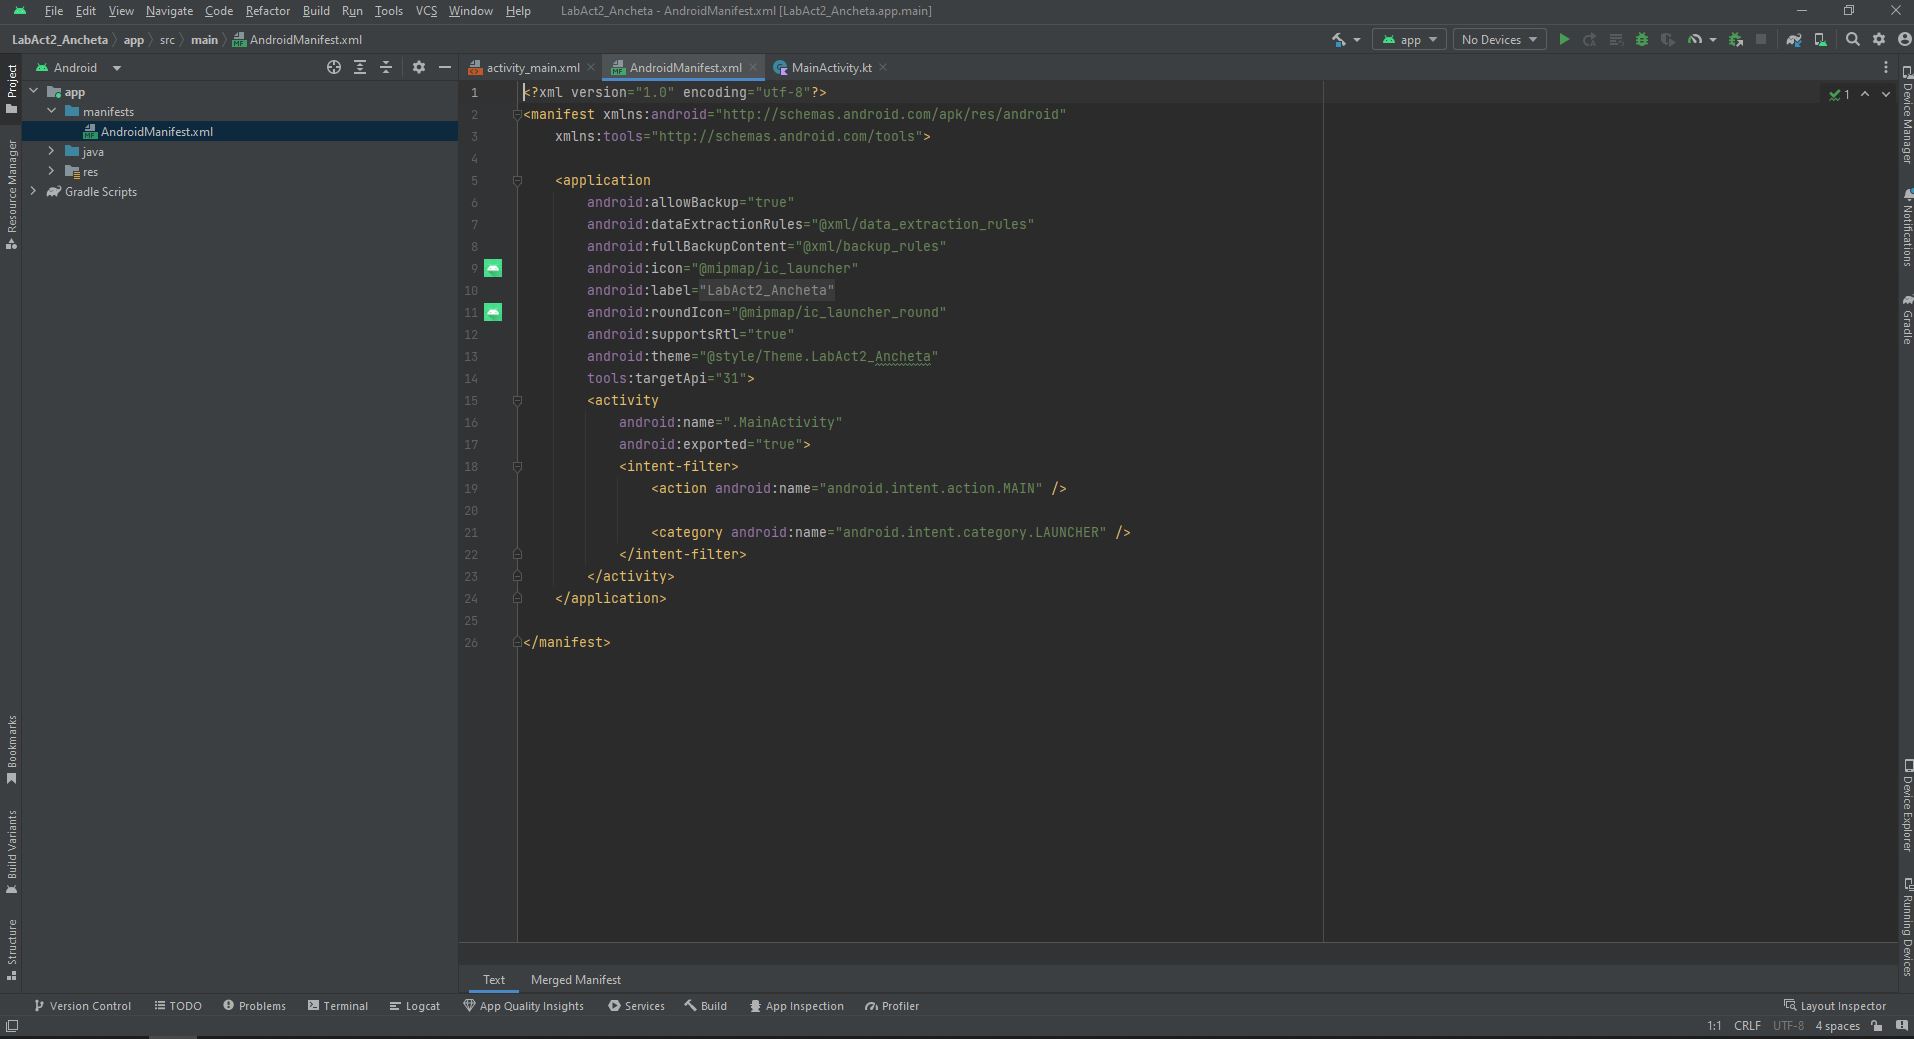 File Edit View Navigate Code Refactor Build Run Tools VCS Window Help LabAct2_Ancheta - AndroidManifest.xml [LabAct2_Ancheta.app.main]
LabAct2_Ancheta app src main AndroidManifest.xml app No Devices
Project
Resource Manager
Bookmarks
Build Variants
Structure
Android
app
manifests
AndroidManifest.xml
java
res
Gradle Scripts
activity_main.xml AndroidManifest.xml MainActivity.kt
1 <?xml version="1.0" encoding="utf-8"?>
2 <manifest xmlns:android="http://schemas.android.com/apk/res/android"
3     xmlns:tools="http://schemas.android.com/tools">
4
5     <application
6         android:allowBackup="true"
7         android:dataExtractionRules="@xml/data_extraction_rules"
8         android:fullBackupContent="@xml/backup_rules"
9         android:icon="@mipmap/ic_launcher"
10         android:label="LabAct2_Ancheta"
11         android:roundIcon="@mipmap/ic_launcher_round"
12         android:supportsRtl="true"
13         android:theme="@style/Theme.LabAct2_Ancheta"
14         tools:targetApi="31">
15         <activity
16             android:name=".MainActivity"
17             android:exported="true">
18             <intent-filter>
19                 <action android:name="android.intent.action.MAIN" />
20
21                 <category android:name="android.intent.category.LAUNCHER" />
22             </intent-filter>
23         </activity>
24     </application>
25
26 </manifest>
1
Device Manager
Notifications
Gradle
Device Explorer
Running Devices
Text Merged Manifest
Version Control TODO Problems Terminal Logcat App Quality Insights Services Build App Inspection Profiler Layout Inspector
1:1 CRLF UTF-8 4 spaces